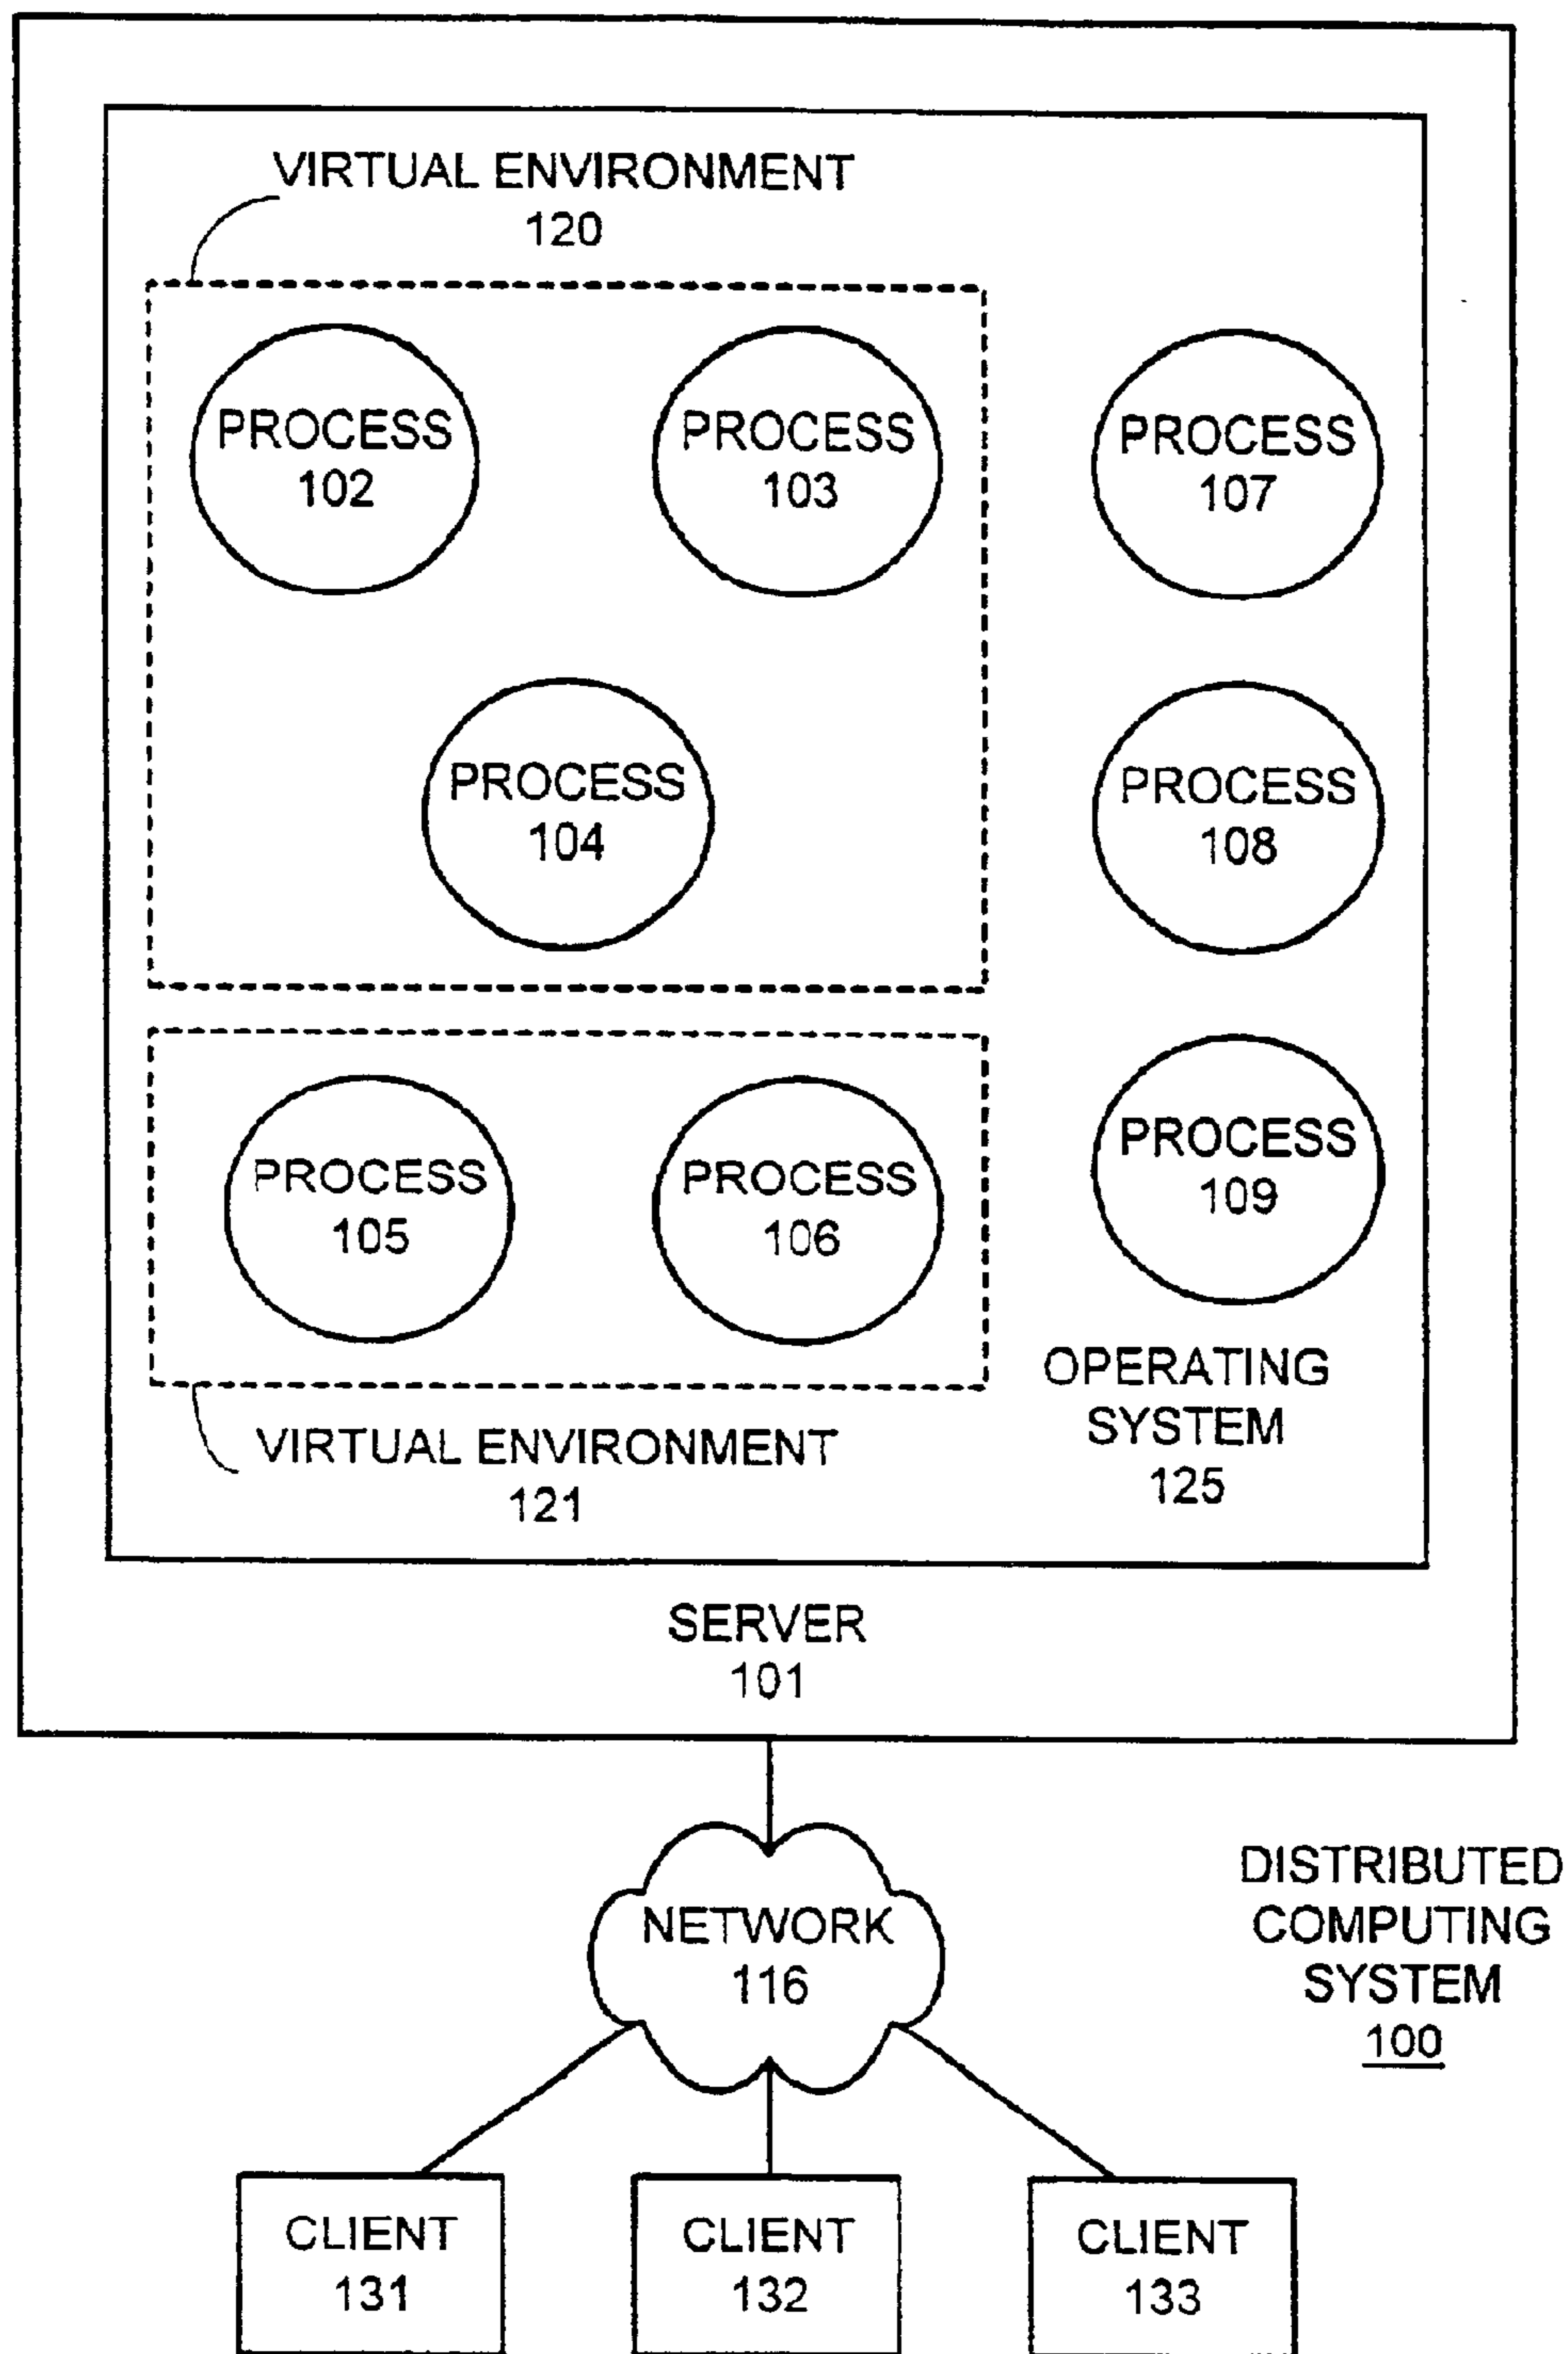 VIRTUAL ENVIRONMENT
120
PROCESS
102
PROCESS
103
PROCESS
107
PROCESS
104
PROCESS
108
PROCESS
105
PROCESS
106
PROCESS
109
OPERATING
SYSTEM
125
VIRTUAL ENVIRONMENT
121
SERVER
101
NETWORK
116
DISTRIBUTED
COMPUTING
SYSTEM
100
CLIENT
131
CLIENT
132
CLIENT
133